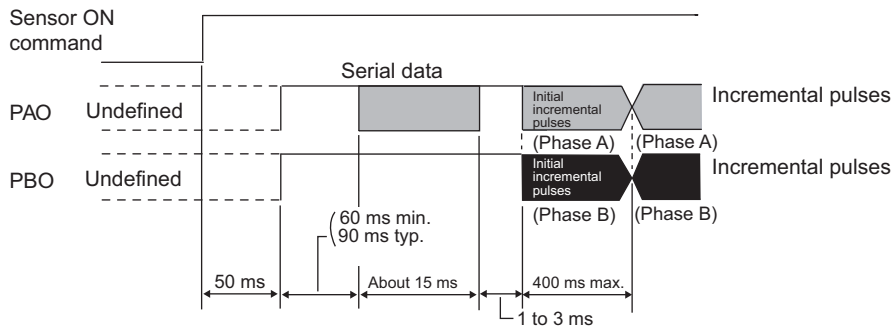 Sensor ON
command
Serial data
PAO
Undefined
Initial
incremental
pulses
Incremental pulses
(Phase A)
(Phase A)
PBO
Undefined
Initial
incremental
pulses
Incremental pulses
(Phase B)
(Phase B)
60 ms min.
90 ms typ.
50 ms
About 15 ms
400 ms max.
1 to 3 ms